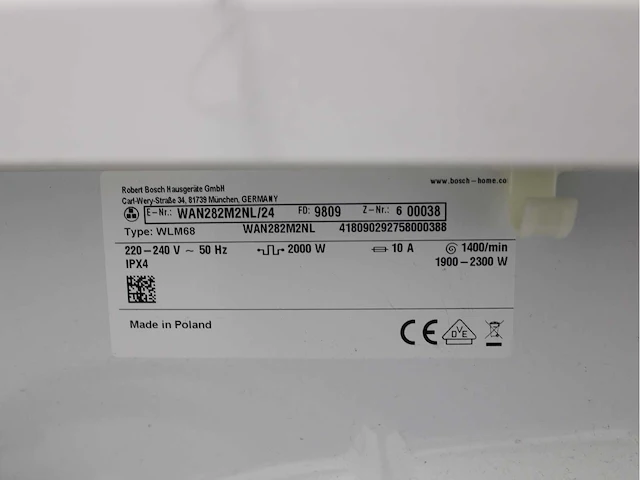 Robert Bosch Hausgeräte GmbH
www.bosch-home.co
Carl-Wery-Straße 34, 81739 München, GERMANY
E-Nr.: WAN282M2NL/24 FD: 9809 Z-Nr.: 6 00038
Type: WLM68 WAN282M2NL 418090292758000388
220-240 V ~ 50 Hz 2000 W 10 A 1400/min
IPX4 1900-2300 W
Made in Poland
CE DVE